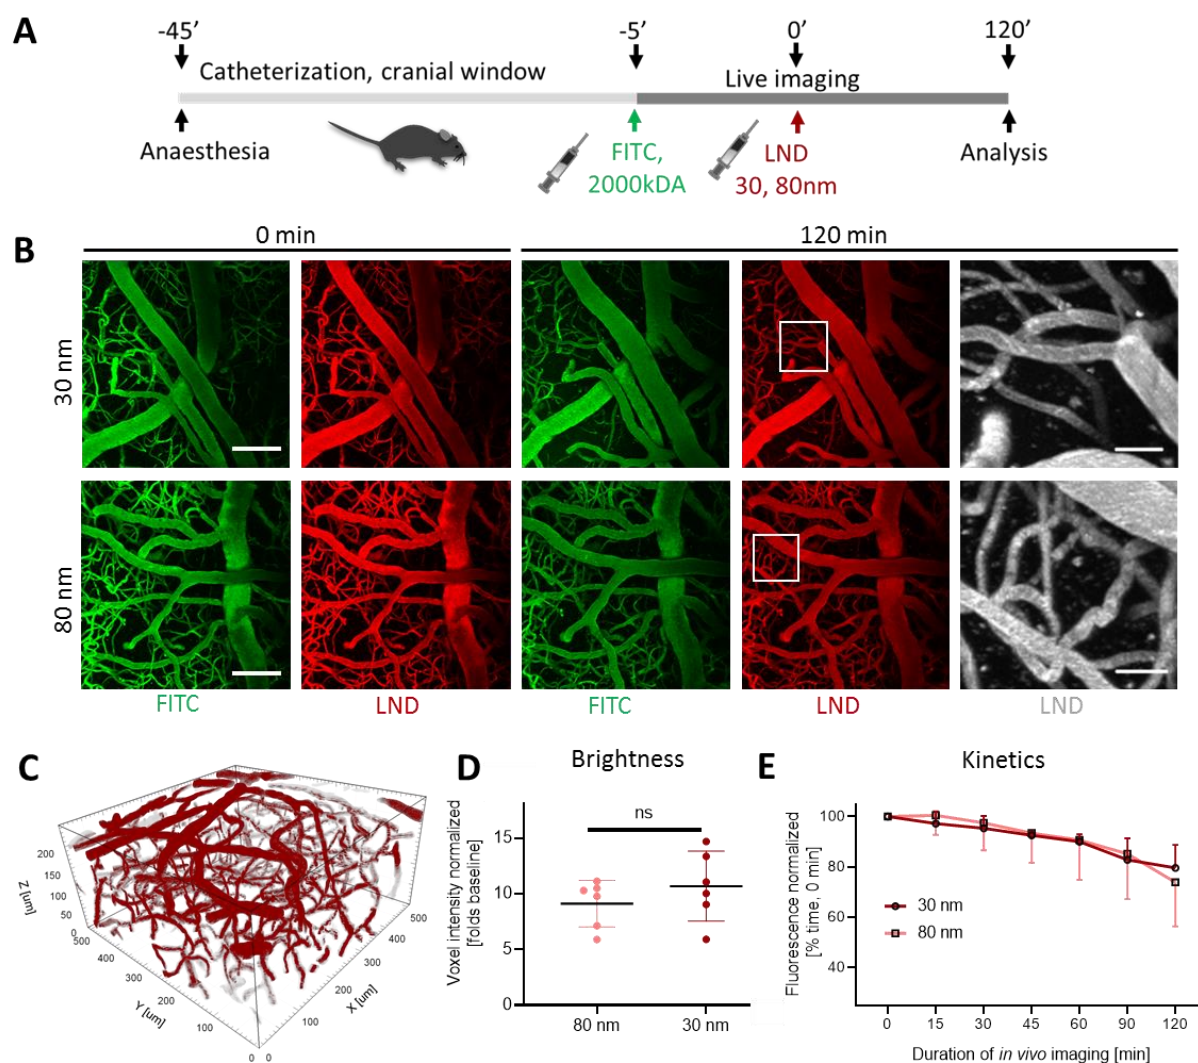 A
-45’
-5’
0’
120’
Catheterization, cranial window
Live imaging
Anaesthesia
FITC,
2000kDA
LND
30, 80nm
Analysis
B
0 min
120 min
30 nm
80 nm
FITC
LND
FITC
LND
LND
C
Z [um]
200
150
100
50
0
500
400
300
200
100
0
Y [um]
0
100
200
300
400
500
X [um]
D
Brightness
Voxel intensity normalized
[folds baseline]
15
10
5
0
ns
80 nm
30 nm
E
Kinetics
Fluorescence normalized
[% time, 0 min]
100
80
60
40
30 nm
80 nm
0
15
30
45
60
90
120
Duration of in vivo imaging [min]